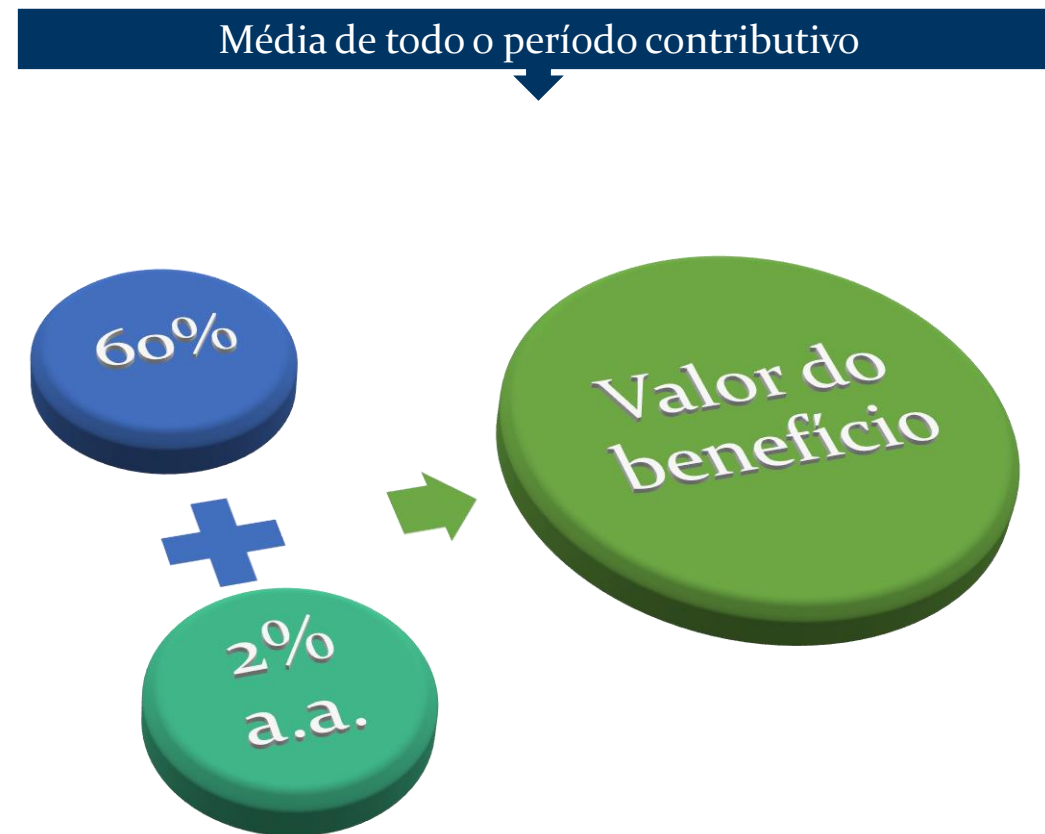 Média de todo o período contributivo
60%
Valor do
benefício
2%
a.a.